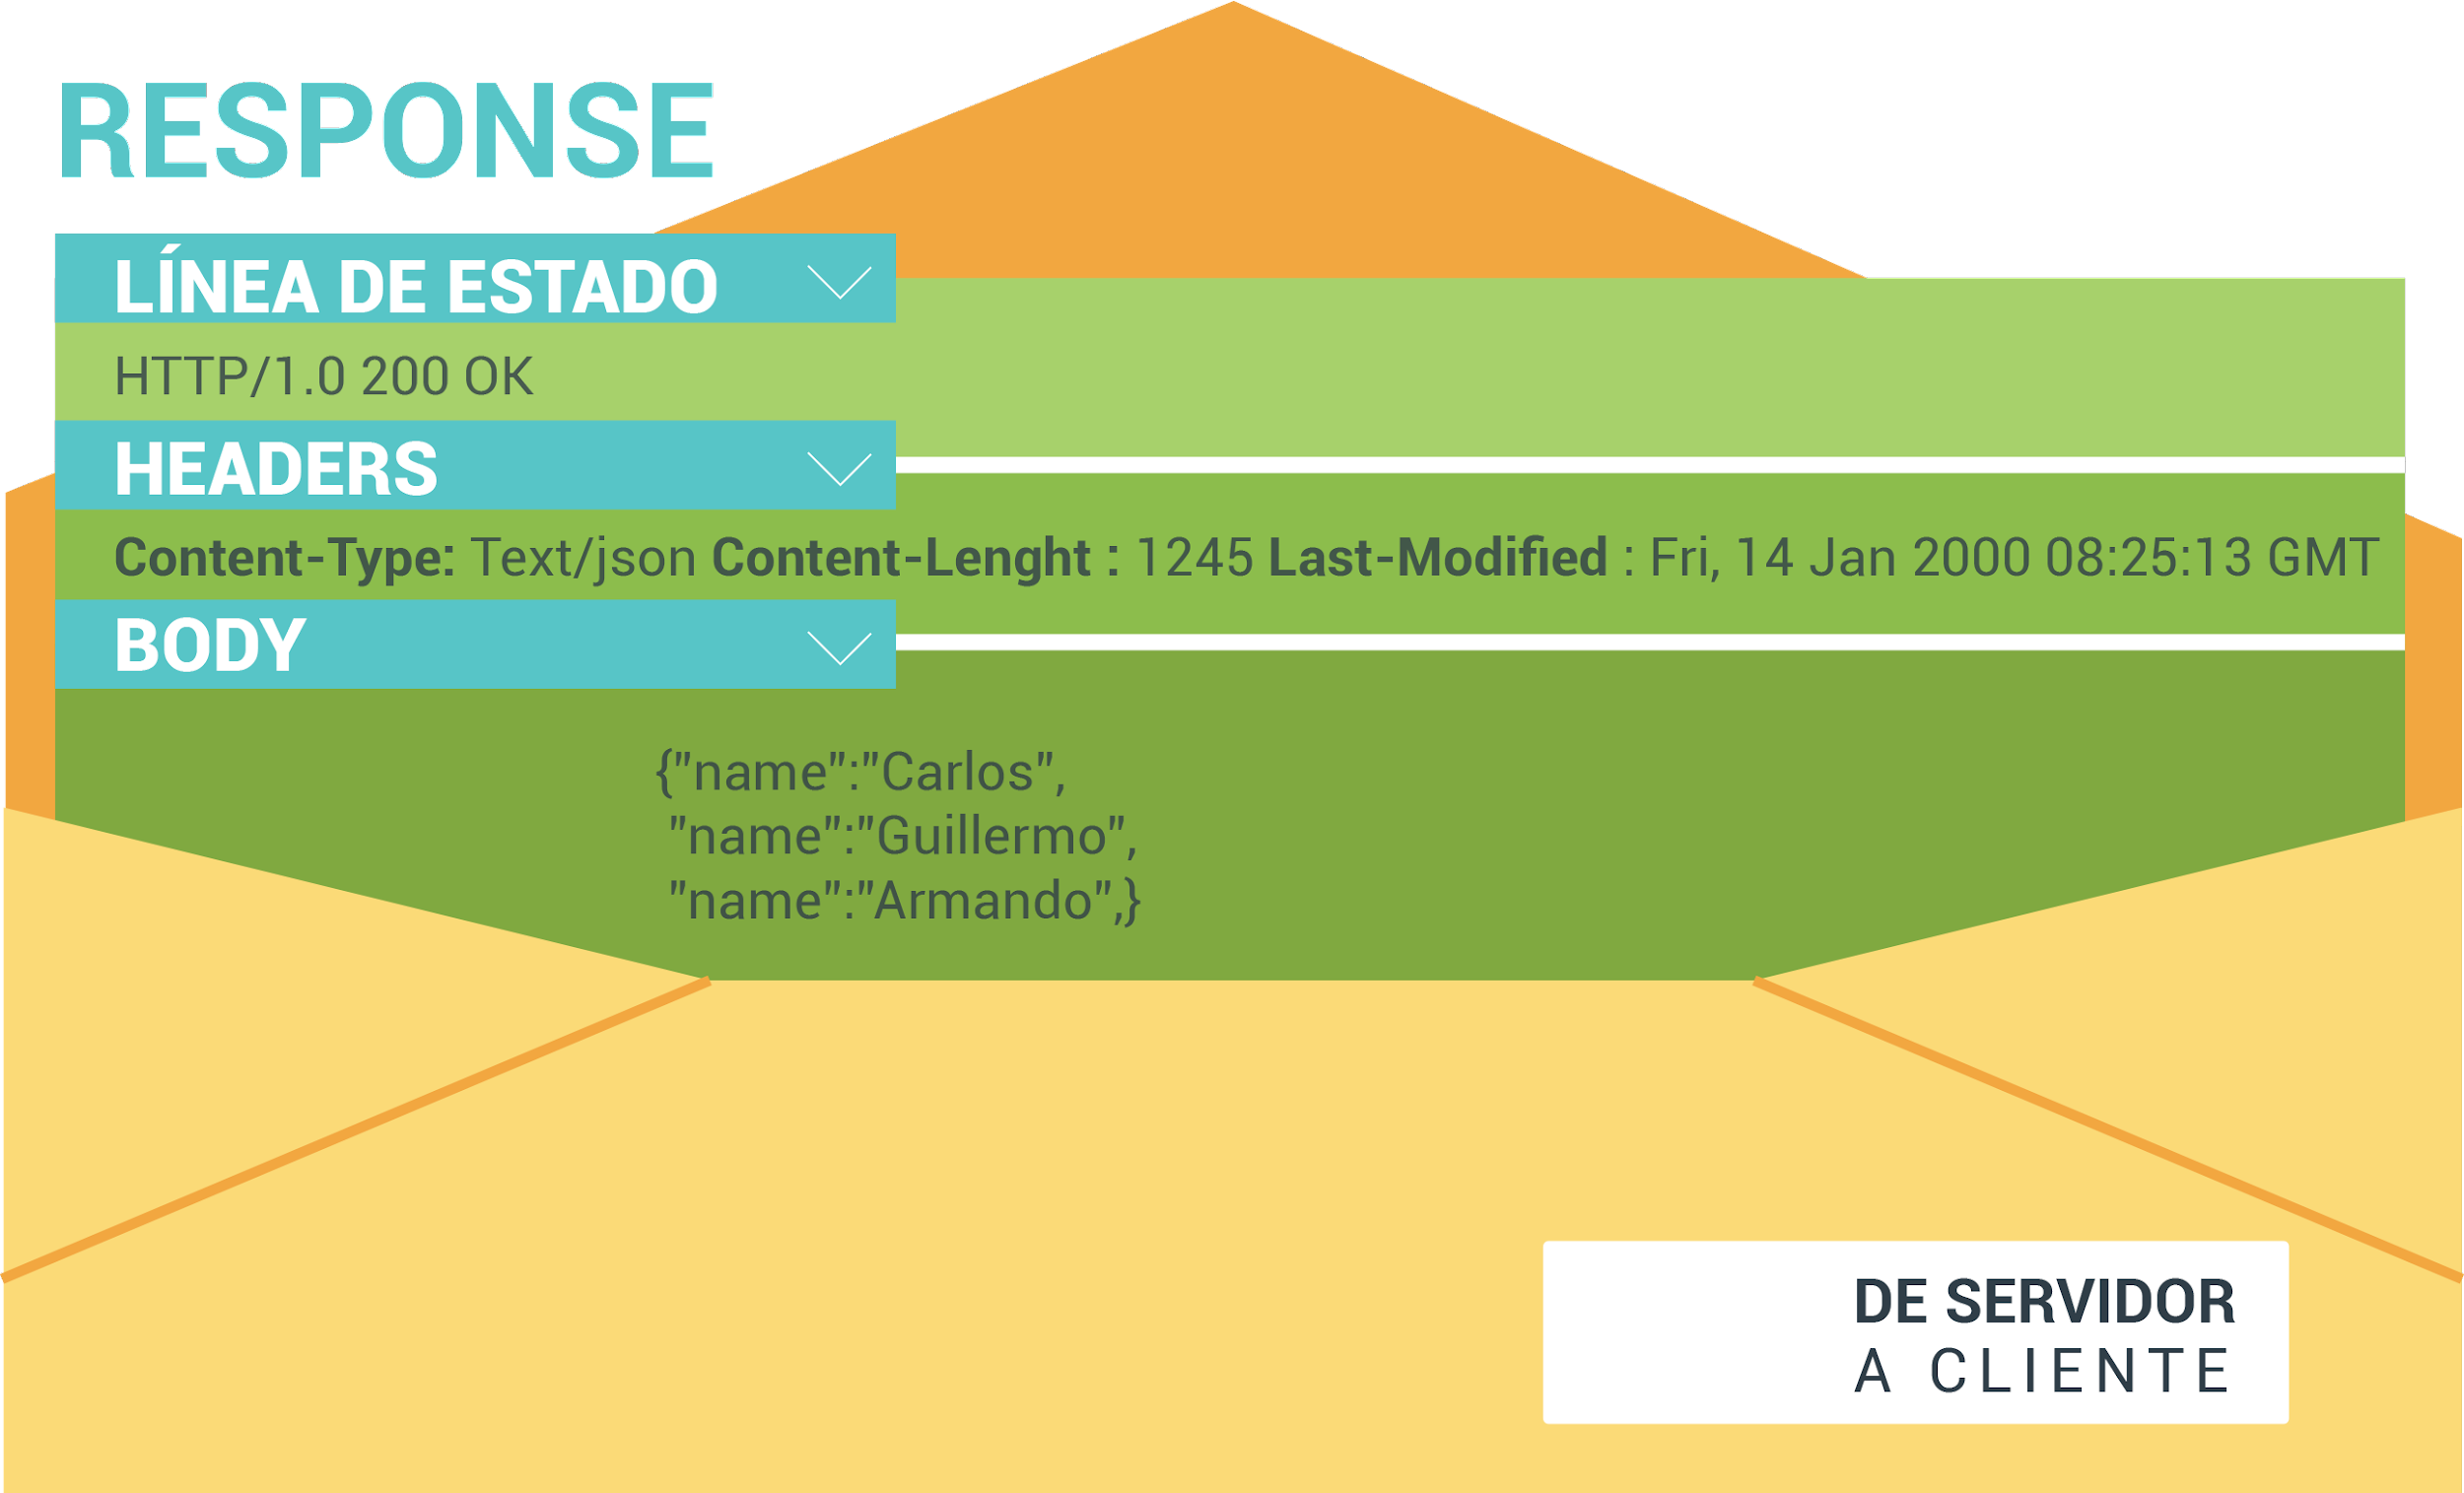 RESPONSE
LÍNEA DE ESTADO
HTTP/1.0 200 OK
HEADERS
Content-Type: Text/json Content-Lenght : 1245 Last-Modified : Fri, 14 Jan 2000 08:25:13 GMT
BODY
{"name":"Carlos",
"name":"Guillermo",
"name":"Armando",}
DE SERVIDOR
A CLIENTE